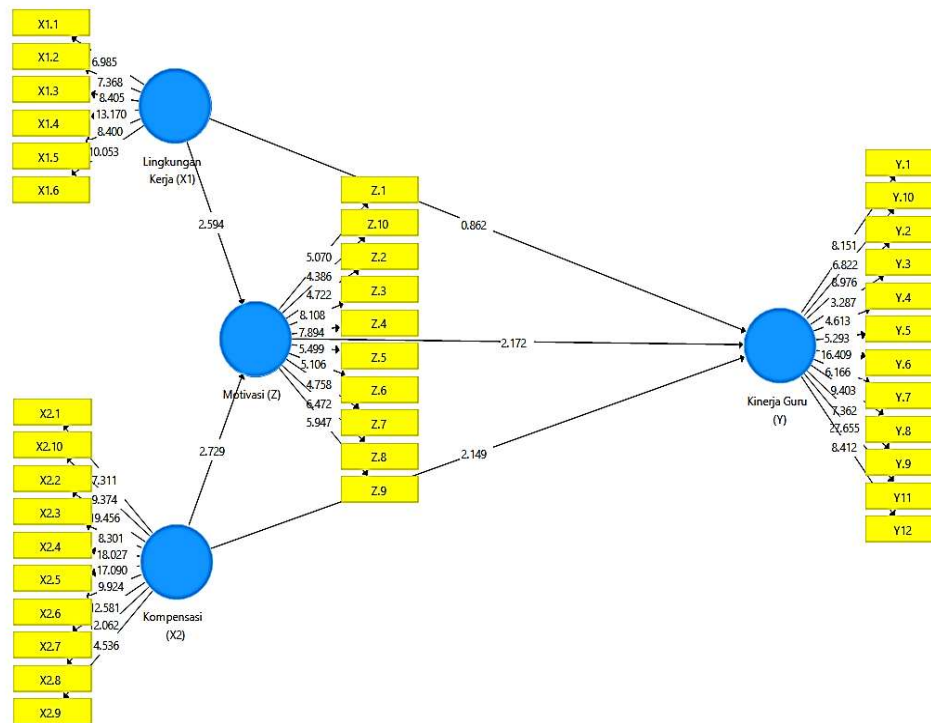 X1.1
X1.2
X1.3
X1.4
X1.5
X1.6
6.985
7.368
8.405
13.170
8.400
10.053
Lingkungan
Kerja (X1)
2.594
0.862
Z.1
Z.10
Z.2
Z.3
Z.4
Z.5
Z.6
Z.7
Z.8
Z.9
5.070
4.386
4.722
8.108
7.894
5.499
5.106
4.758
6.472
5.947
Motivasi (Z)
2.172
2.729
2.149
X2.1
X2.10
X2.2
X2.3
X2.4
X2.5
X2.6
X2.7
X2.8
X2.9
7.311
9.374
19.456
8.301
18.027
17.090
9.924
12.581
4.536
Kompensasi
(X2)
Y.1
Y.10
Y.2
Y.3
Y.4
Y.5
Y.6
Y.7
Y.8
Y.9
Y11
Y12
8.151
6.822
8.976
3.287
4.613
5.293
16.409
6.166
9.403
7.362
27.655
8.412
Kinerja Guru
(Y)